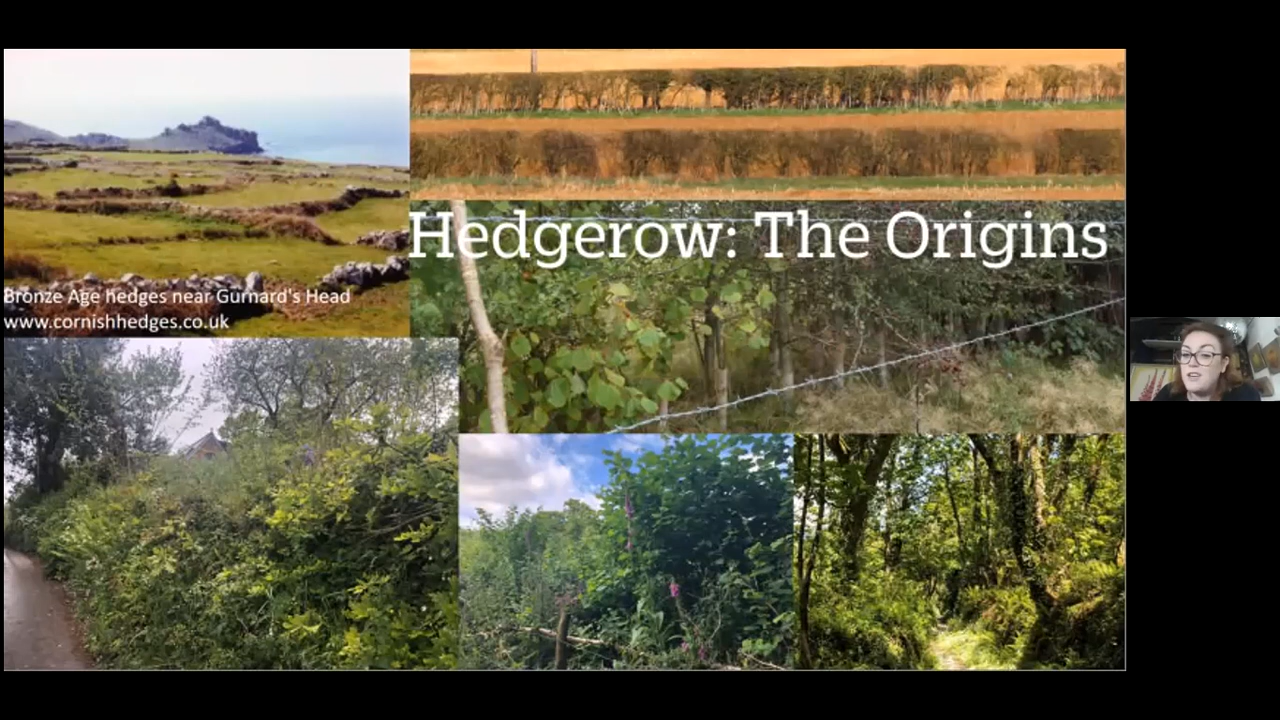 Hedgerow: The Origins
Bronze Age hedges near Gurnard's Head
www.cornishhedges.co.uk